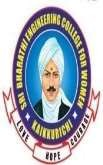 SRI BHARATHI ENGINEERING COLLEGE FOR WOMEN
KAIKKURICHI
LOVE HOPE COURAGE